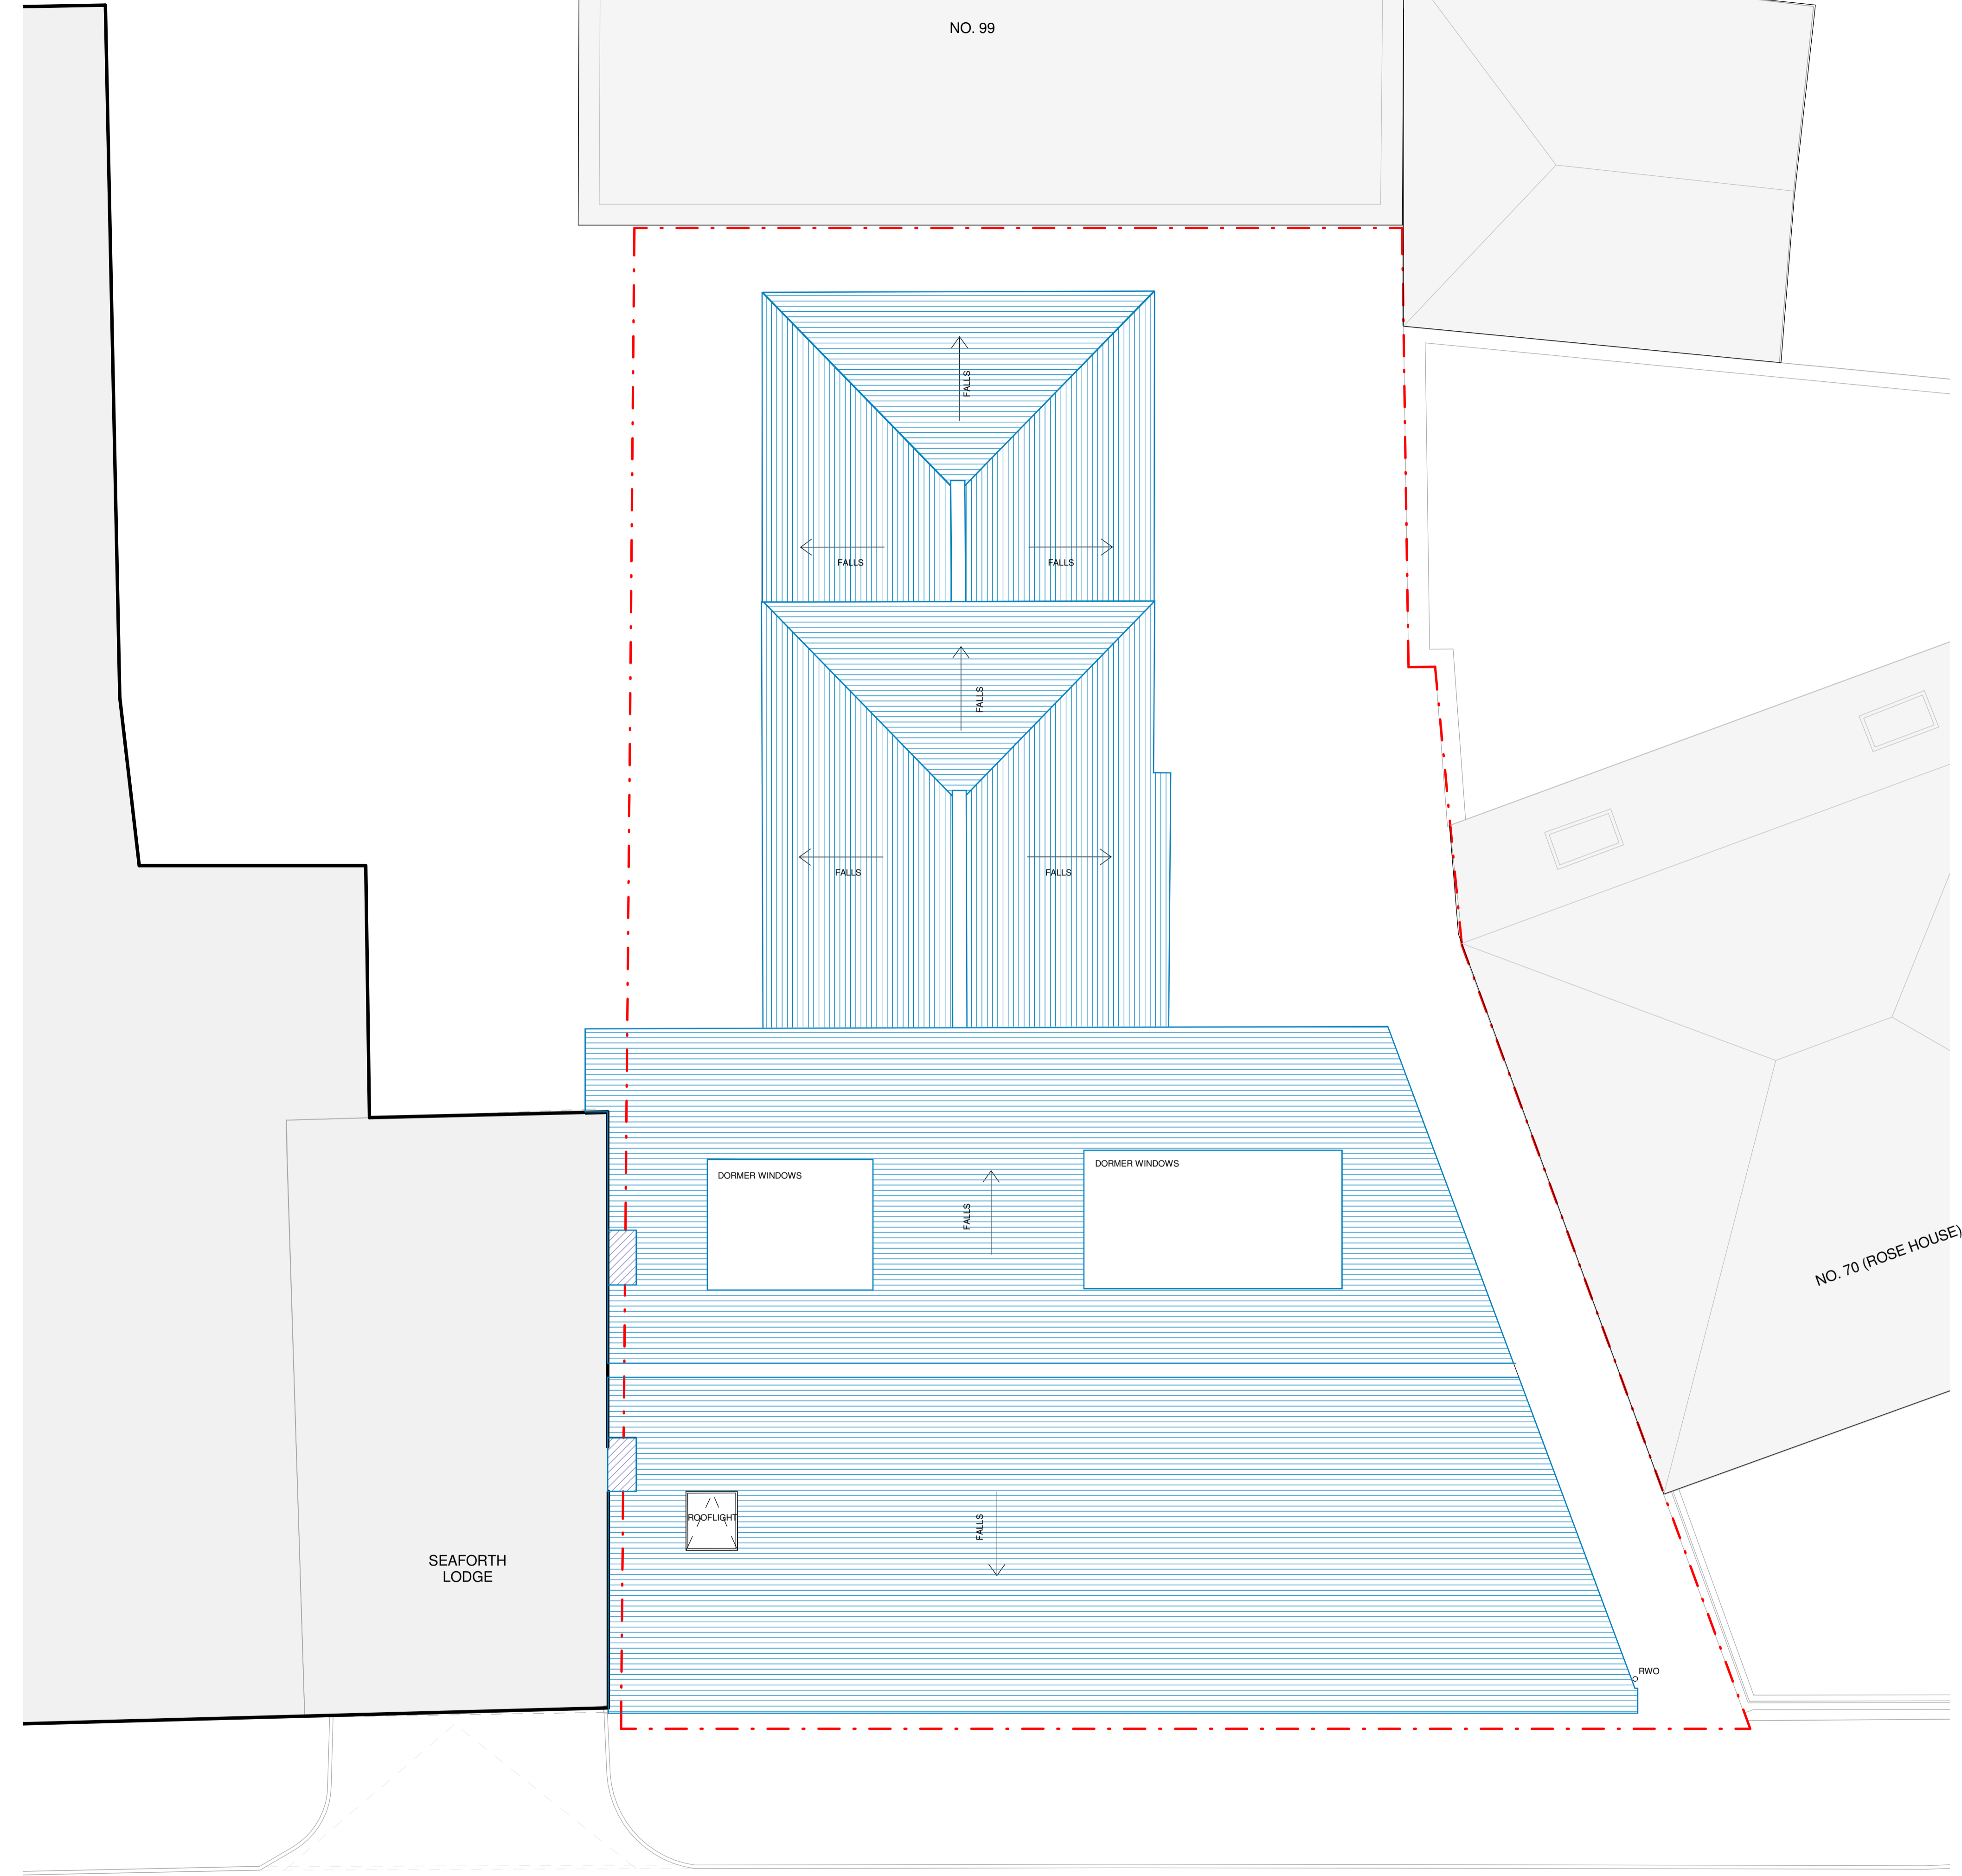 NO. 99
FALLS
FALLS
FALLS
FALLS
FALLS
FALLS
DORMER WINDOWS
DORMER WINDOWS
FALLS
NO. 70 (ROSE HOUSE)
ROOFLIGHT
FALLS
SEAFORTH
LODGE
RWO